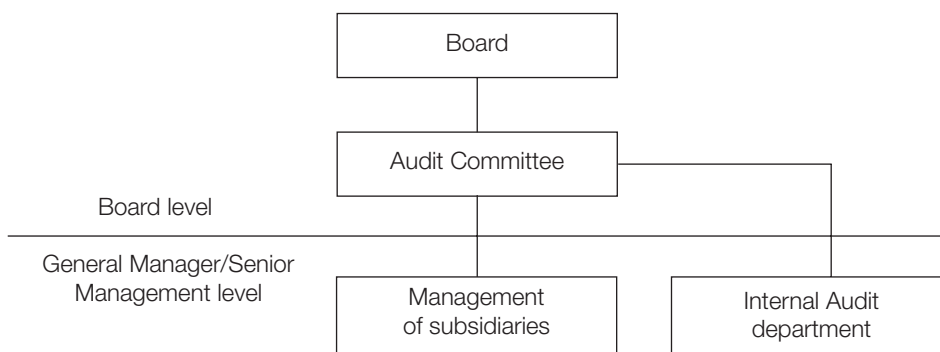 Board
Audit Committee
Board level
General Manager/Senior
Management level
Management
of subsidiaries
Internal Audit
department